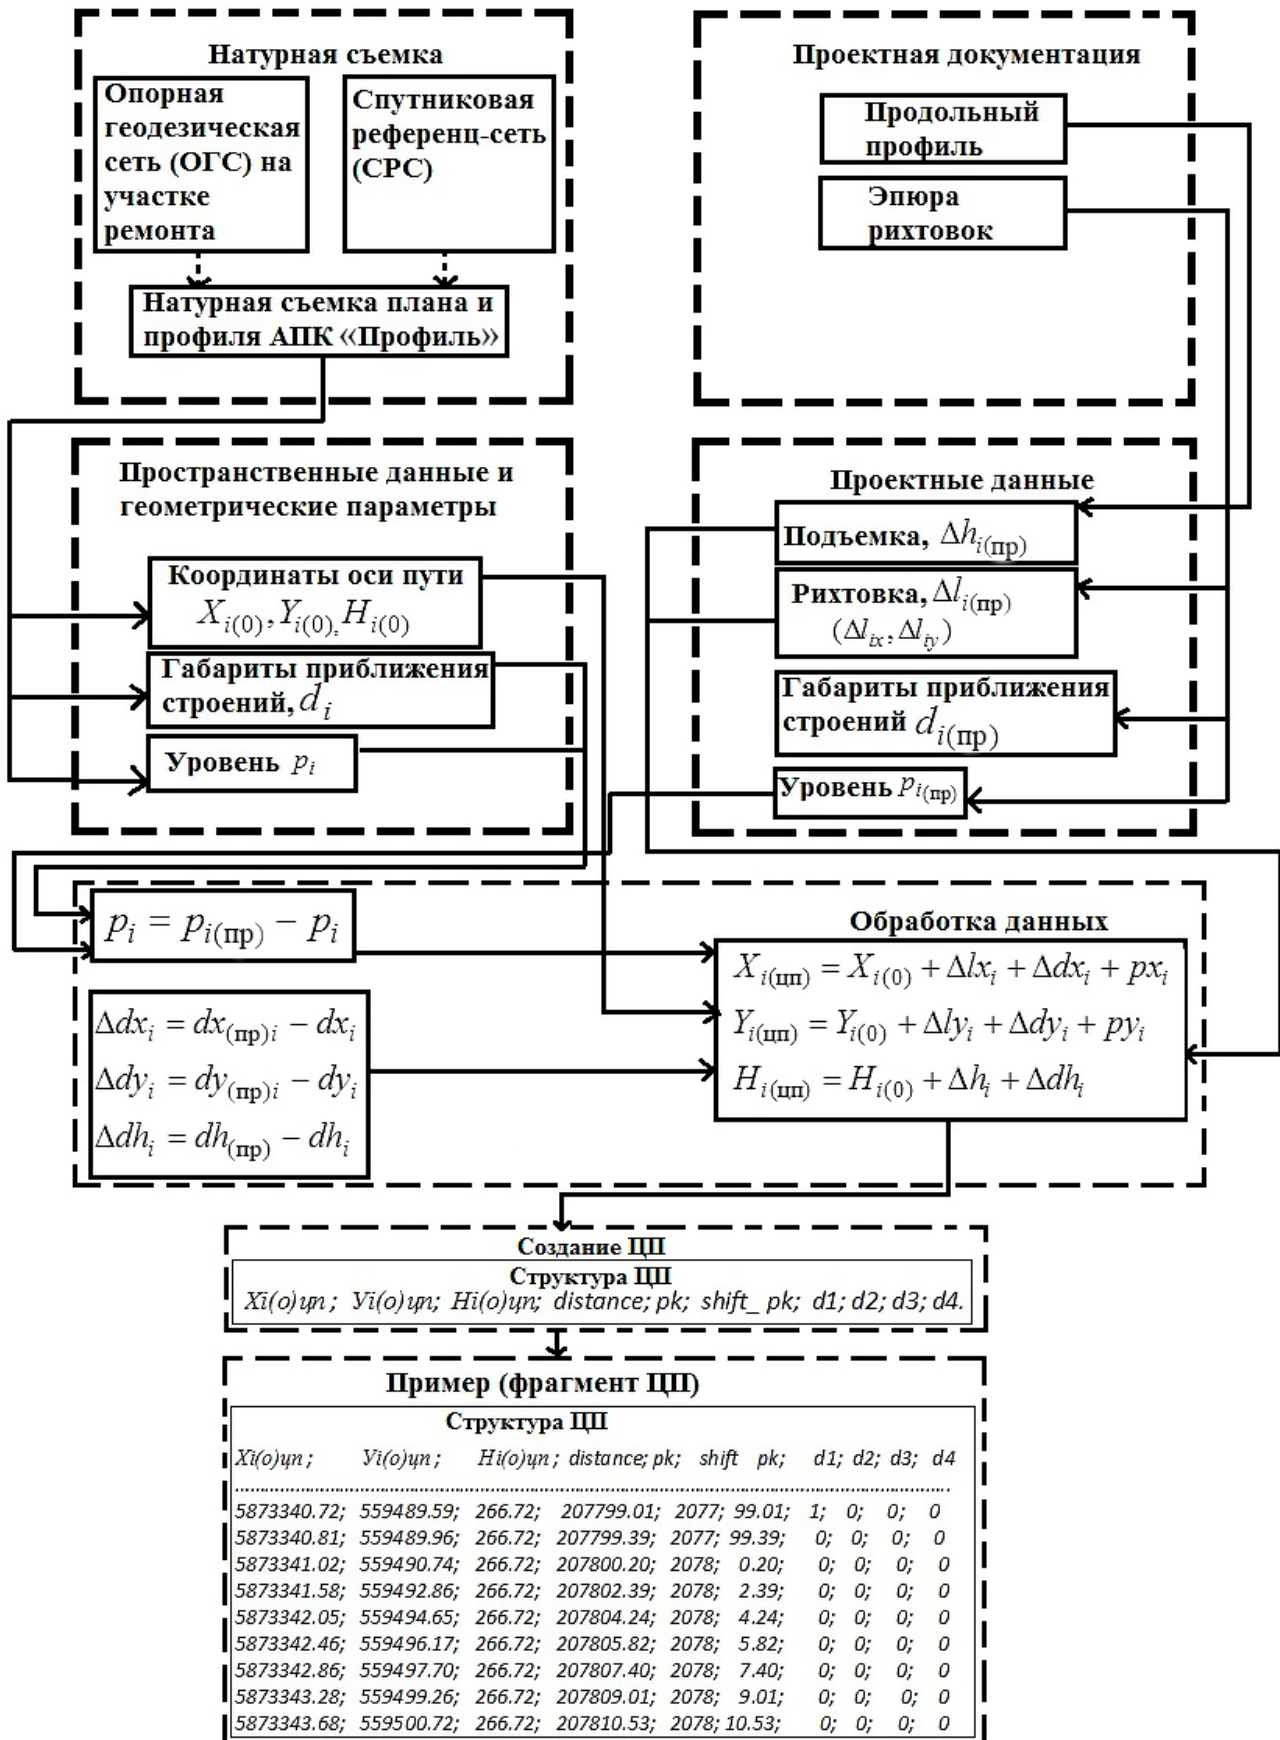 Натурная съемка
Опорная
геодезическая
сеть (ОГС) на
участке
ремонта
Спутниковая
референц-сеть
(СРС)
Натурная съемка плана и
профиля АПК «Профиль»
Проектная документация
Продольный
профиль
Эпюра
рихтовок
Пространственные данные и
геометрические параметры
Координаты оси пути
X_{i(0)}, Y_{i(0)}, H_{i(0)}
Габариты приближения
строений, d_i
Уровень p_i
Проектные данные
Подъемка, Δh_{i(пр)}
Рихтовка, Δl_{i(пр)}
(Δl_{ix}, Δl_{iy})
Габариты приближения
строений d_{i(пр)}
Уровень p_{i(пр)}
p_i = p_{i(пр)} − p_i
Δdx_i = dx_{(пр)i} − dx_i
Δdy_i = dy_{(пр)i} − dy_i
Δdh_i = dh_{(пр)} − dh_i
Обработка данных
X_{i(цп)} = X_{i(0)} + Δlx_i + Δdx_i + px_i
Y_{i(цп)} = Y_{i(0)} + Δly_i + Δdy_i + py_i
H_{i(цп)} = H_{i(0)} + Δh_i + Δdh_i
Создание ЦП
Структура ЦП
Xi(o)цп; Yi(o)цп; Hi(o)цп; distance; pk; shift_ pk; d1; d2; d3; d4.
Пример (фрагмент ЦП)
Структура ЦП
Xi(o)цп; Yi(o)цп; Hi(o)цп; distance; pk; shift pk; d1; d2; d3; d4
5873340.72; 559489.59; 266.72; 207799.01; 2077; 99.01; 1; 0; 0; 0
5873340.81; 559489.96; 266.72; 207799.39; 2077; 99.39; 0; 0; 0; 0
5873341.02; 559490.74; 266.72; 207800.20; 2078; 0.20; 0; 0; 0; 0
5873341.58; 559492.86; 266.72; 207802.39; 2078; 2.39; 0; 0; 0; 0
5873342.05; 559494.65; 266.72; 207804.24; 2078; 4.24; 0; 0; 0; 0
5873342.46; 559496.17; 266.72; 207805.82; 2078; 5.82; 0; 0; 0; 0
5873342.86; 559497.70; 266.72; 207807.40; 2078; 7.40; 0; 0; 0; 0
5873343.28; 559499.26; 266.72; 207809.01; 2078; 9.01; 0; 0; 0; 0
5873343.68; 559500.72; 266.72; 207810.53; 2078; 10.53; 0; 0; 0; 0